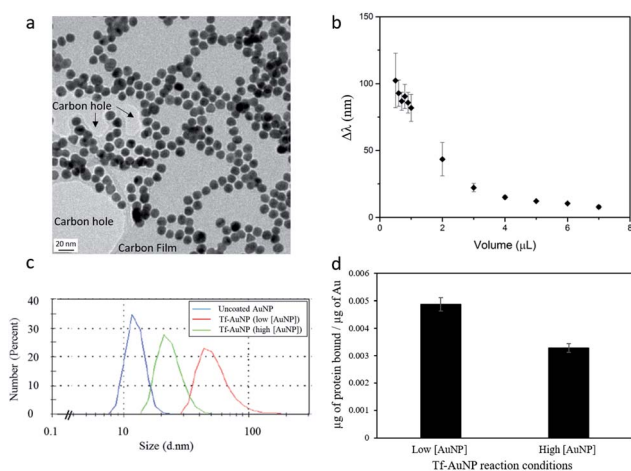 a
Carbon hole
Carbon hole
Carbon Film
20 nm
b
Δλ (nm)
150
100
50
0
0
2
4
6
8
Volume (μL)
c
Number (Percent)
40
30
20
10
0
Uncoated AuNP
Tf-AuNP (low [AuNP])
Tf-AuNP (high [AuNP])
0.1
10
100
Size (d.nm)
d
μg of protein bound / μg of Au
0.006
0.005
0.004
0.003
0.002
0.001
0
Low [AuNP]
High [AuNP]
Tf-AuNP reaction conditions